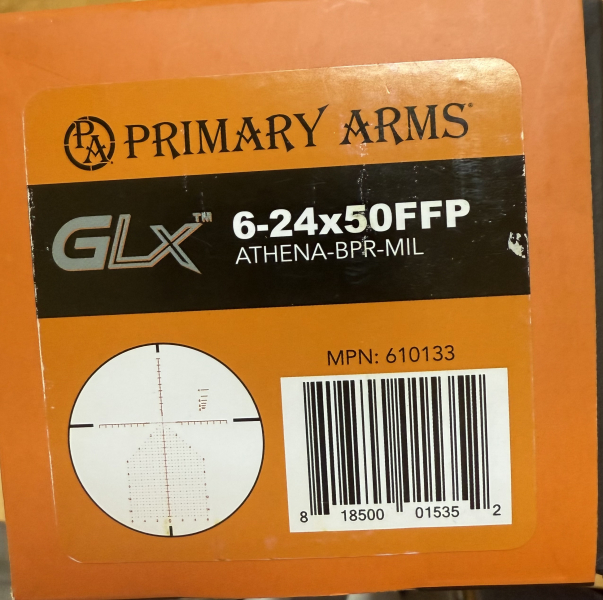 PA PRIMARY ARMS
GLX™ 6-24x50FFP
ATHENA-BPR-MIL
MPN: 610133
8 18500 01535 2